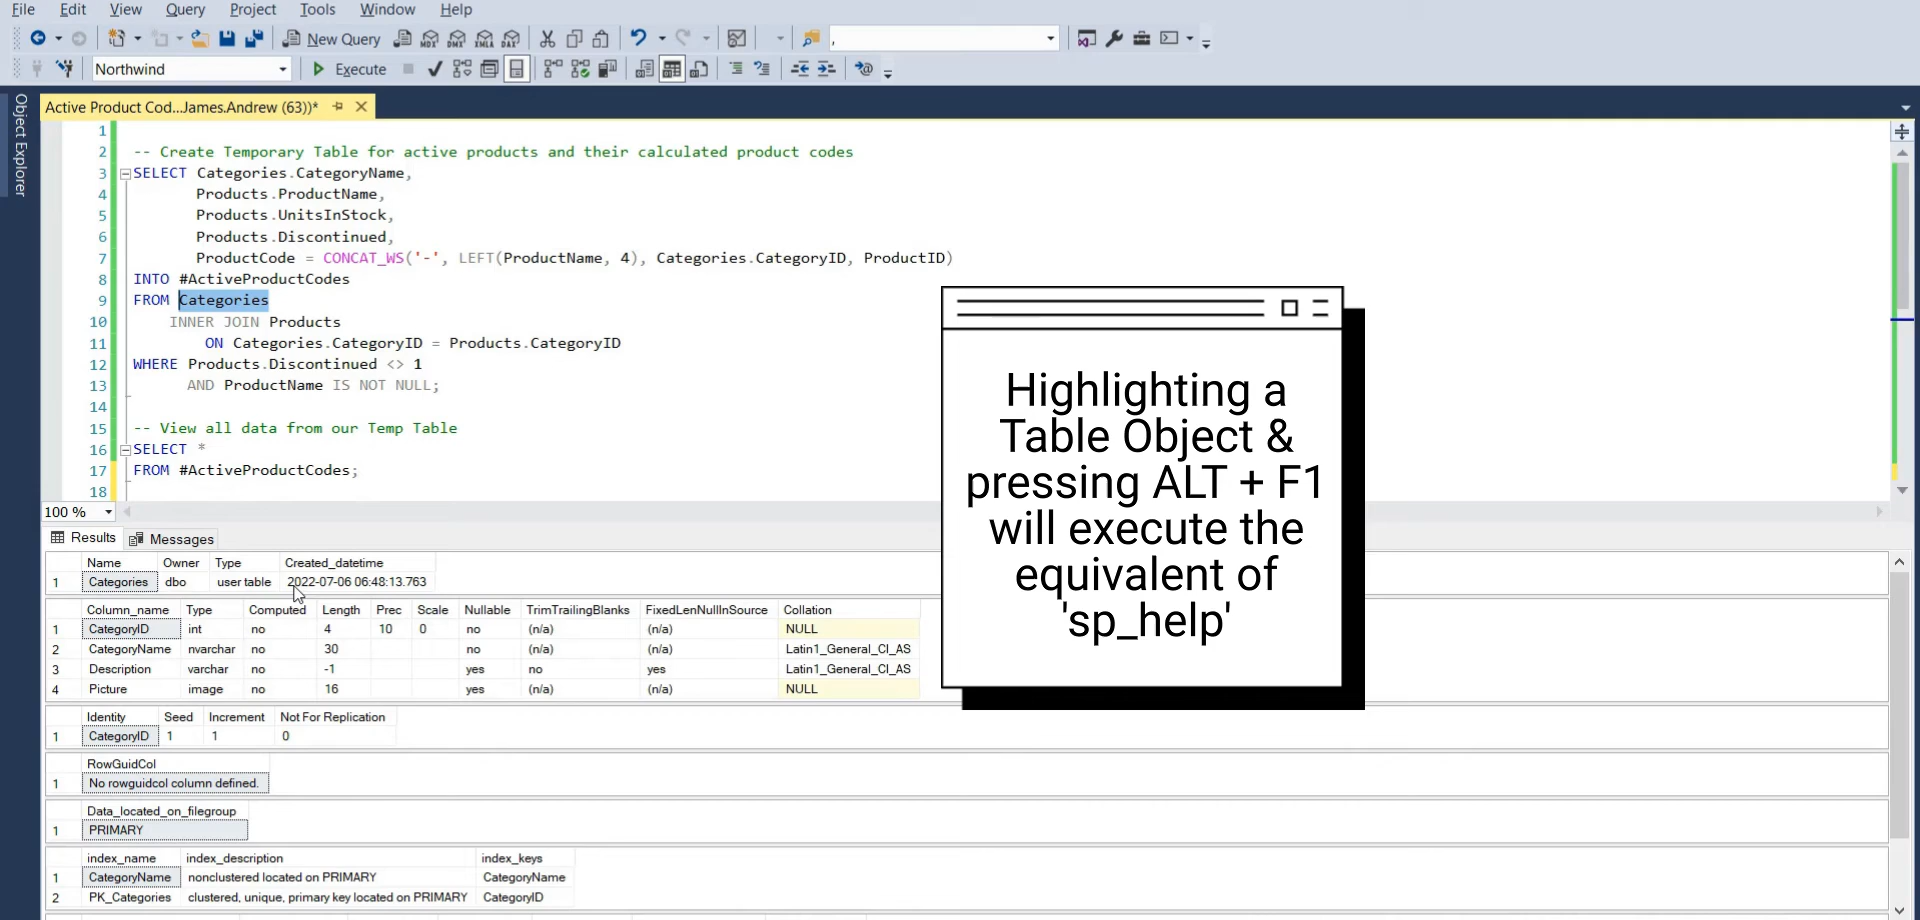 File Edit View Query Project Tools Window Help
New Query MDX DMX XMLA DAX ,
Northwind Execute
Object Explorer
Active Product Cod...James.Andrew (63))*
1
2 -- Create Temporary Table for active products and their calculated product codes
3 SELECT Categories.CategoryName,
4 Products.ProductName,
5 Products.UnitsInStock,
6 Products.Discontinued,
7 ProductCode = CONCAT_WS('-', LEFT(ProductName, 4), Categories.CategoryID, ProductID)
8 INTO #ActiveProductCodes
9 FROM Categories
10 INNER JOIN Products
11 ON Categories.CategoryID = Products.CategoryID
12 WHERE Products.Discontinued <> 1
13 AND ProductName IS NOT NULL;
14
15 -- View all data from our Temp Table
16 SELECT *
17 FROM #ActiveProductCodes;
18
100 %
Highlighting a
Table Object &
pressing ALT + F1
will execute the
equivalent of
'sp_help'
Results Messages
Name Owner Type Created_datetime
1 Categories dbo user table 2022-07-06 06:48:13.763
Column_name Type Computed Length Prec Scale Nullable TrimTrailingBlanks FixedLenNullInSource Collation
1 CategoryID int no 4 10 0 no (n/a) (n/a) NULL
2 CategoryName nvarchar no 30 no (n/a) (n/a) Latin1_General_CI_AS
3 Description varchar no -1 yes no yes Latin1_General_CI_AS
4 Picture image no 16 yes (n/a) (n/a) NULL
Identity Seed Increment Not For Replication
1 CategoryID 1 1 0
RowGuidCol
1 No rowguidcol column defined.
Data_located_on_filegroup
1 PRIMARY
index_name index_description index_keys
1 CategoryName nonclustered located on PRIMARY CategoryName
2 PK_Categories clustered, unique, primary key located on PRIMARY CategoryID